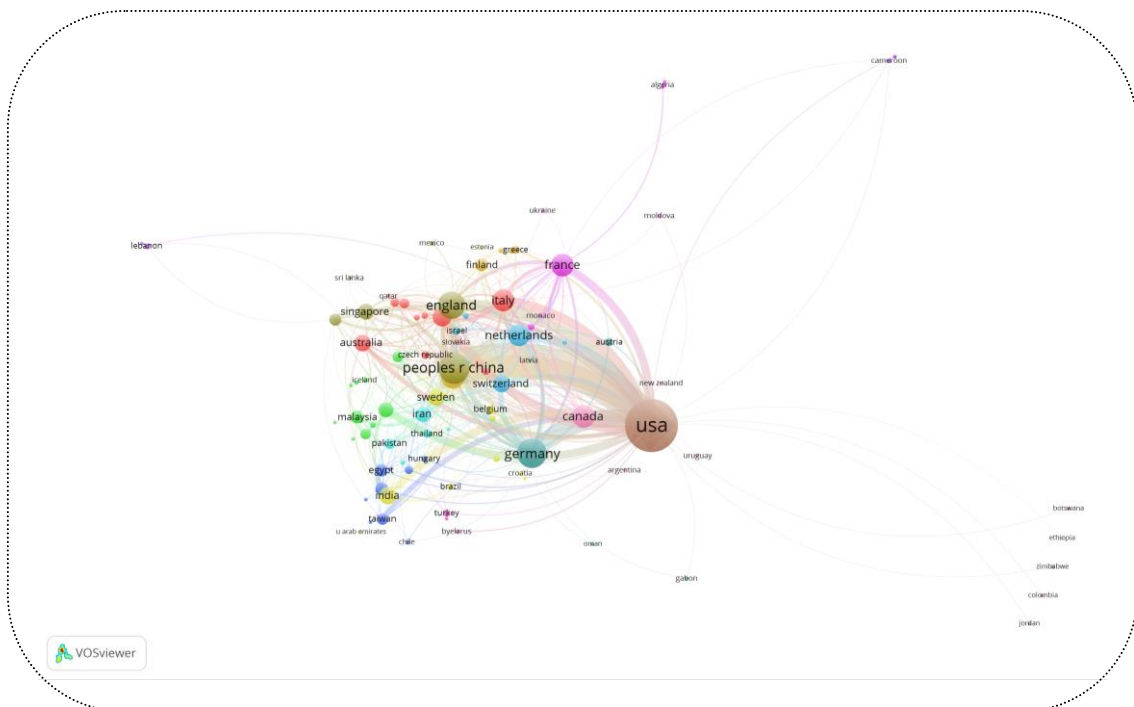 cameroon
algeria
ukraine
moldova
lebanon
mexico
estonia
greece
finland
france
sri lanka
qatar
england
italy
singapore
monaco
israel
netherlands
australia
slovakia
austria
czech republic
latvia
peoples r china
iceland
switzerland
new zealand
sweden
belgium
malaysia
iran
canada
usa
thailand
pakistan
germany
uruguay
hungary
egypt
croatia
argentina
brazil
india
botswana
turkey
taiwan
u arab emirates
byelarus
ethiopia
chile
oman
zimbabwe
gabon
colombia
jordan
VOSviewer